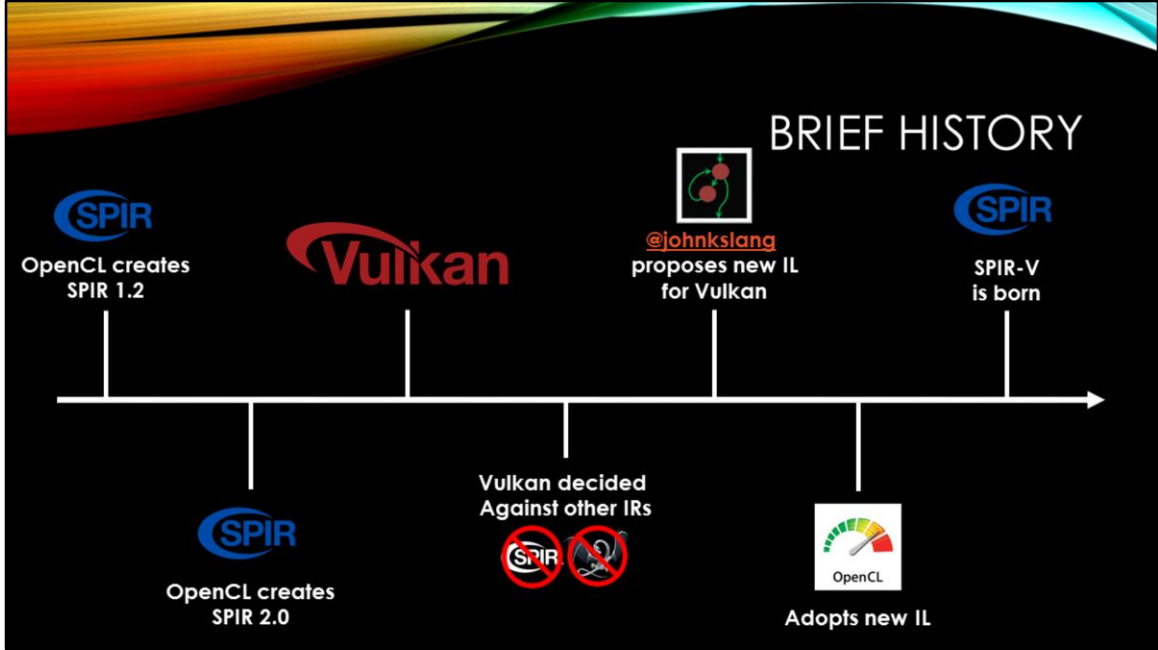 BRIEF HISTORY
SPIR
OpenCL creates
SPIR 1.2
Vulkan
@johnkslang
proposes new IL
for Vulkan
SPIR
SPIR-V
is born
SPIR
OpenCL creates
SPIR 2.0
Vulkan decided
Against other IRs
SPIR
OpenCL
Adopts new IL